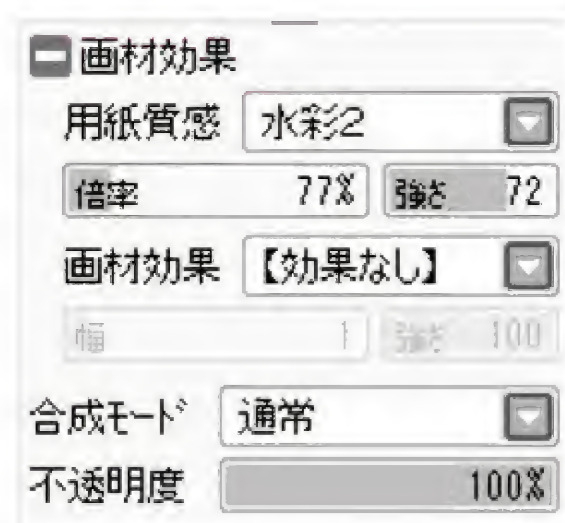 画材効果
用紙質感 水彩2
倍率 77% 強さ 72
画材効果 【効果なし】
幅 1 強さ 100
合成モード 通常
不透明度 100%